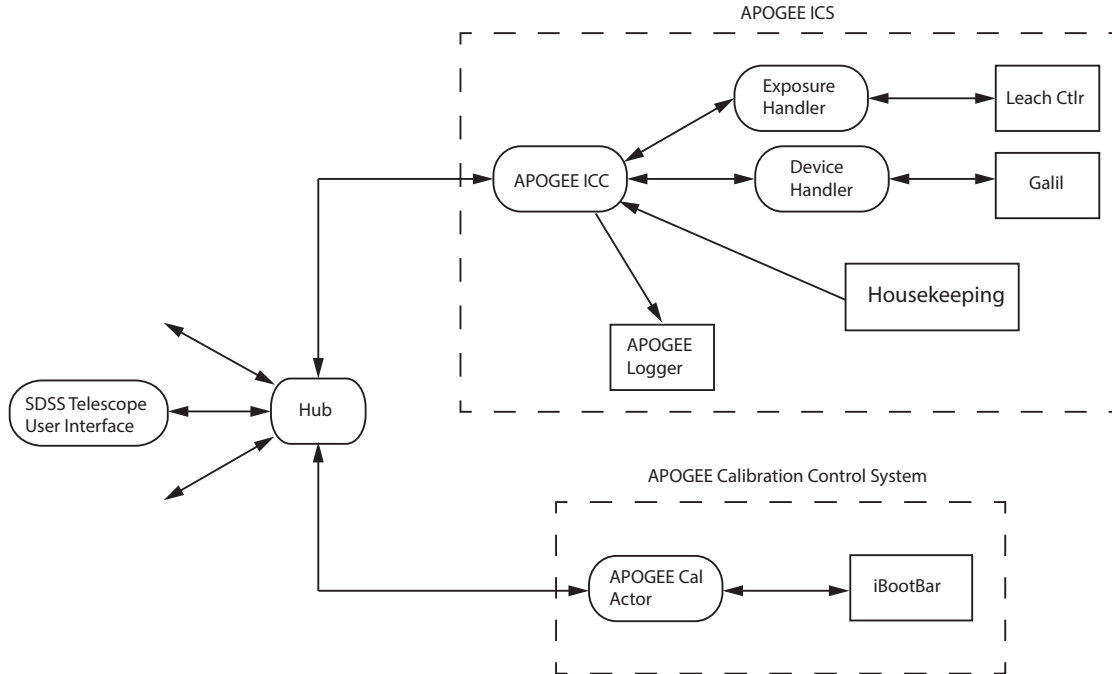 APOGEE ICS
Exposure
Handler
Leach Ctlr
APOGEE ICC
Device
Handler
Galil
Housekeeping
APOGEE
Logger
SDSS Telescope
User Interface
Hub
APOGEE Calibration Control System
APOGEE Cal
Actor
iBootBar